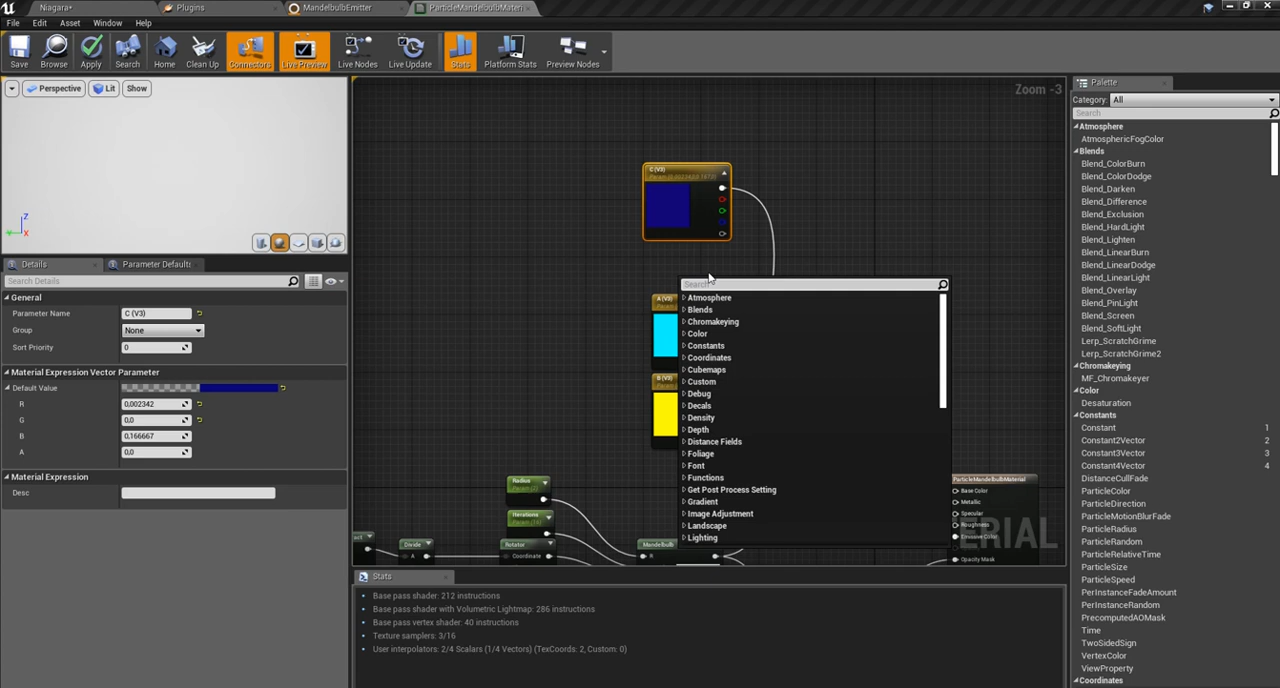 Niagara*
Plugins
MandelbulbEmitter
ParticleMandelbulbMateri
File Edit Asset Window Help
Save
Browse
Apply
Search
Home
Clean Up
Connectors
Live Preview
Live Nodes
Live Update
Stats
Platform Stats
Preview Nodes
Perspective
Lit
Show
Z
X
Zoom -3
C (V3)
A (V3)
B (V3)
Radius
Iterations
Divide
A
Rotator
Coordinate
Mandelbulb
R
ParticleMandelbulbMaterial
Base Color
Metallic
Specular
Roughness
Emissive Color
Opacity Mask
ERIAL
Search
Atmosphere
Blends
Chromakeying
Color
Constants
Coordinates
Cubemaps
Custom
Debug
Decals
Density
Depth
Distance Fields
Foliage
Font
Functions
Get Post Process Setting
Gradient
Image Adjustment
Landscape
Lighting
Details
Parameter Default
Search Details
General
Parameter Name C (V3)
Group None
Sort Priority 0
Material Expression Vector Parameter
Default Value
R 0,002342
G 0,0
B 0,166667
A 0,0
Material Expression
Desc
Stats
Base pass shader: 212 instructions
Base pass shader with Volumetric Lightmap: 286 instructions
Base pass vertex shader: 40 instructions
Texture samplers: 3/16
User interpolators: 2/4 Scalars (1/4 Vectors) (TexCoords: 2, Custom: 0)
Palette
Category: All
Search
Atmosphere
AtmosphericFogColor
Blends
Blend_ColorBurn
Blend_ColorDodge
Blend_Darken
Blend_Difference
Blend_Exclusion
Blend_HardLight
Blend_Lighten
Blend_LinearBurn
Blend_LinearDodge
Blend_LinearLight
Blend_Overlay
Blend_PinLight
Blend_Screen
Blend_SoftLight
Lerp_ScratchGrime
Lerp_ScratchGrime2
Chromakeying
MF_Chromakeyer
Color
Desaturation
Constants
Constant 1
Constant2Vector 2
Constant3Vector 3
Constant4Vector 4
DistanceCullFade
ParticleColor
ParticleDirection
ParticleMotionBlurFade
ParticleRadius
ParticleRandom
ParticleRelativeTime
ParticleSize
ParticleSpeed
PerInstanceFadeAmount
PerInstanceRandom
PrecomputedAOMask
Time
TwoSidedSign
VertexColor
ViewProperty
Coordinates